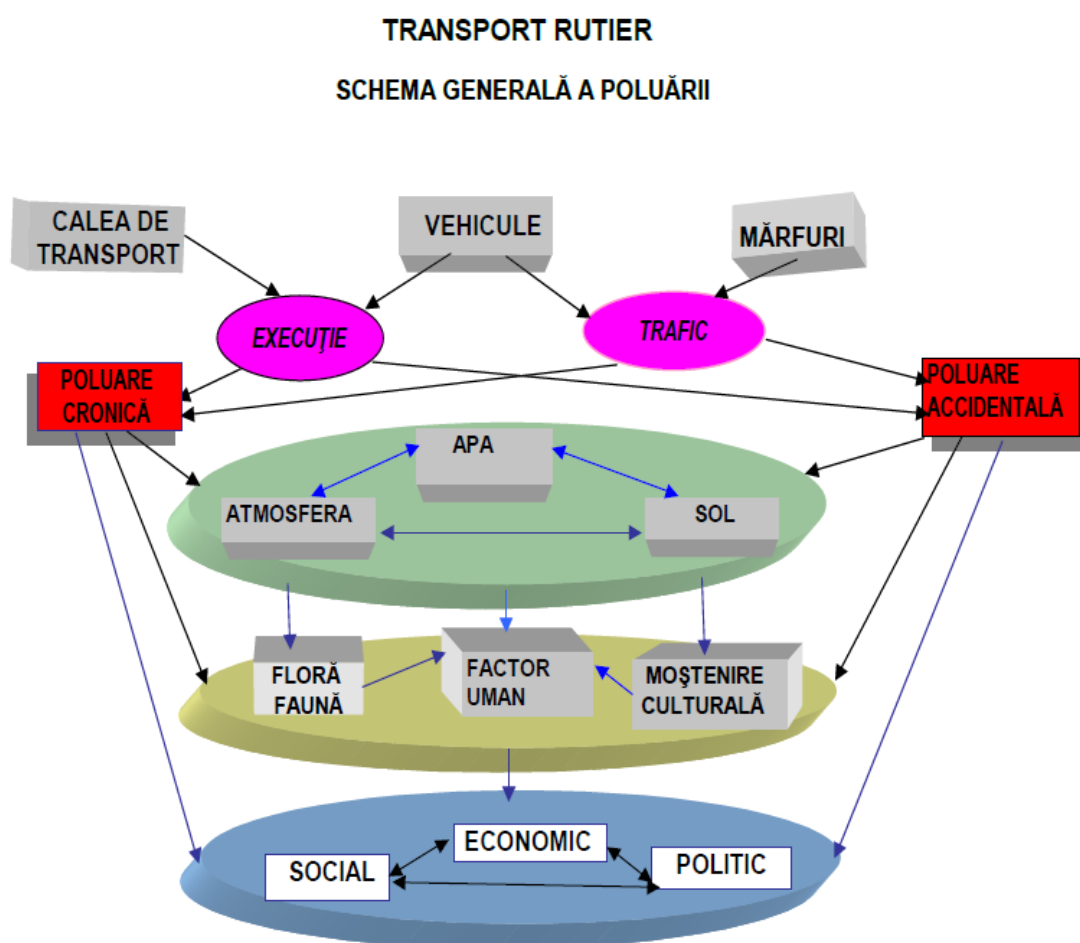 TRANSPORT RUTIER
SCHEMA GENERALĂ A POLUĂRII
CALEA DE
TRANSPORT
VEHICULE
MĂRFURI
EXECUŢIE
TRAFIC
POLUARE
CRONICĂ
POLUARE
ACCIDENTALĂ
APA
ATMOSFERA
SOL
FLORĂ
FAUNĂ
FACTOR
UMAN
MOŞTENIRE
CULTURALĂ
ECONOMIC
SOCIAL
POLITIC